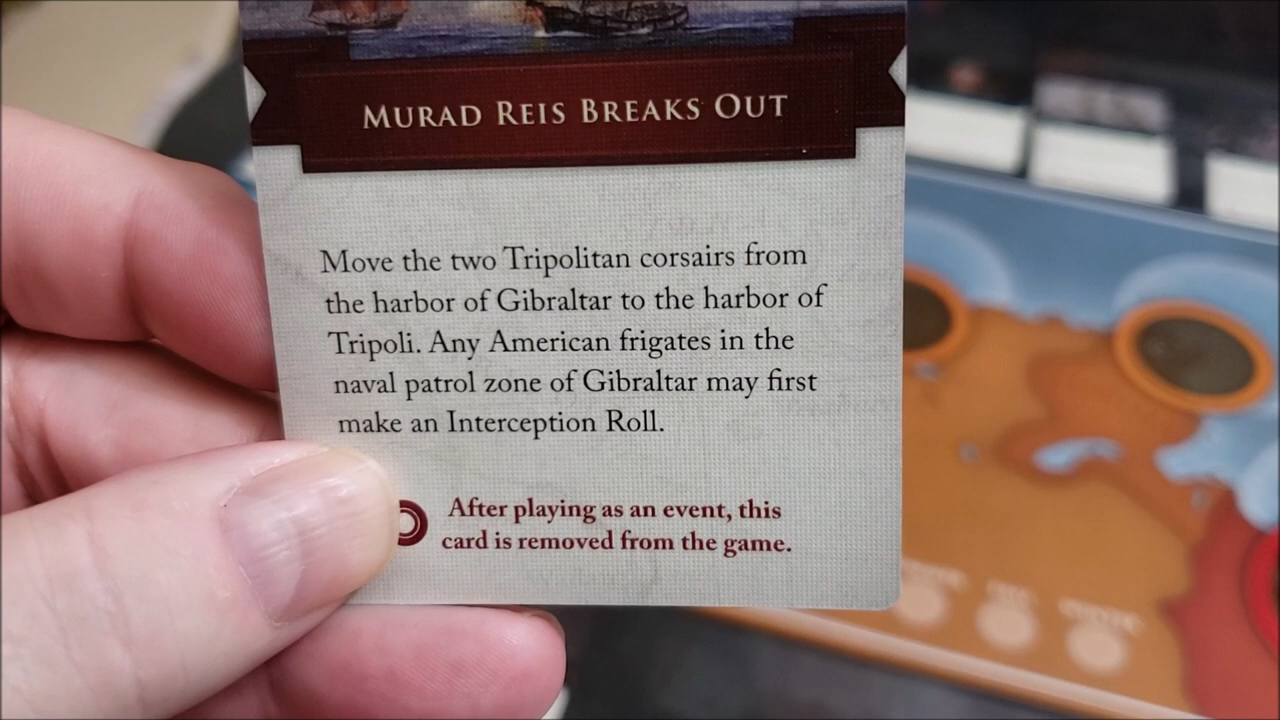 MURAD REIS BREAKS OUT
Move the two Tripolitan corsairs from
the harbor of Gibraltar to the harbor of
Tripoli. Any American frigates in the
naval patrol zone of Gibraltar may first
make an Interception Roll.
After playing as an event, this
card is removed from the game.